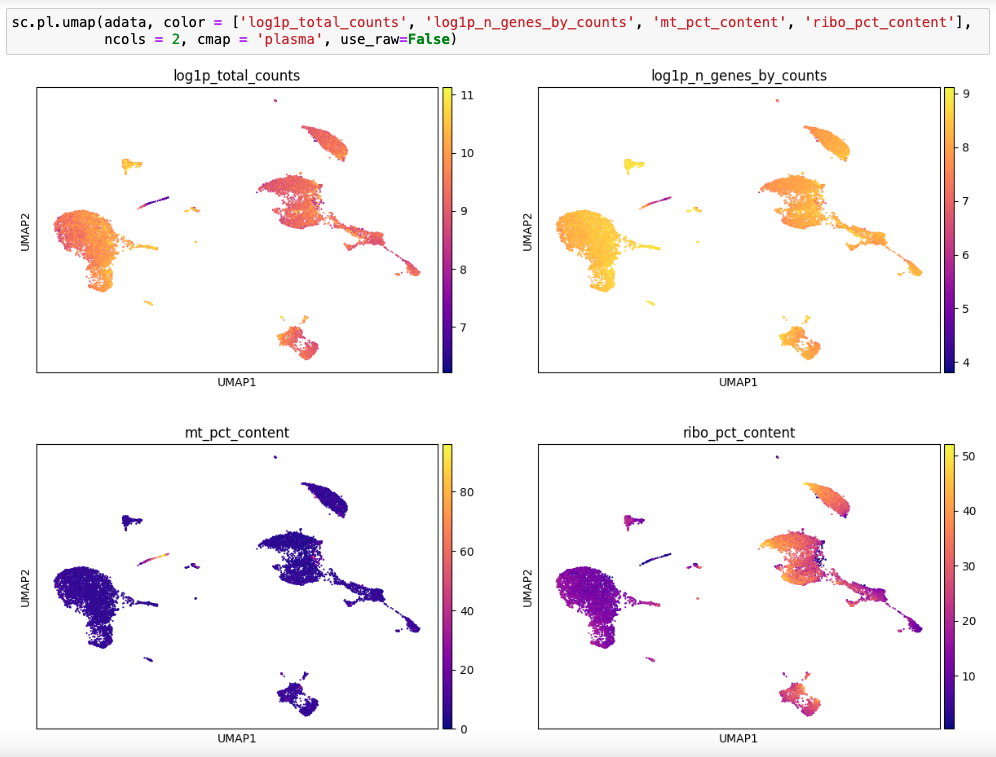 sc.pl.umap(adata, color = ['log1p_total_counts', 'log1p_n_genes_by_counts', 'mt_pct_content', 'ribo_pct_content'],
ncols = 2, cmap = 'plasma', use_raw=False)
log1p_total_counts
11
10
9
8
7
UMAP2
UMAP1
log1p_n_genes_by_counts
9
8
7
6
5
4
UMAP2
UMAP1
mt_pct_content
80
60
40
20
0
UMAP2
UMAP1
ribo_pct_content
50
40
30
20
10
UMAP2
UMAP1